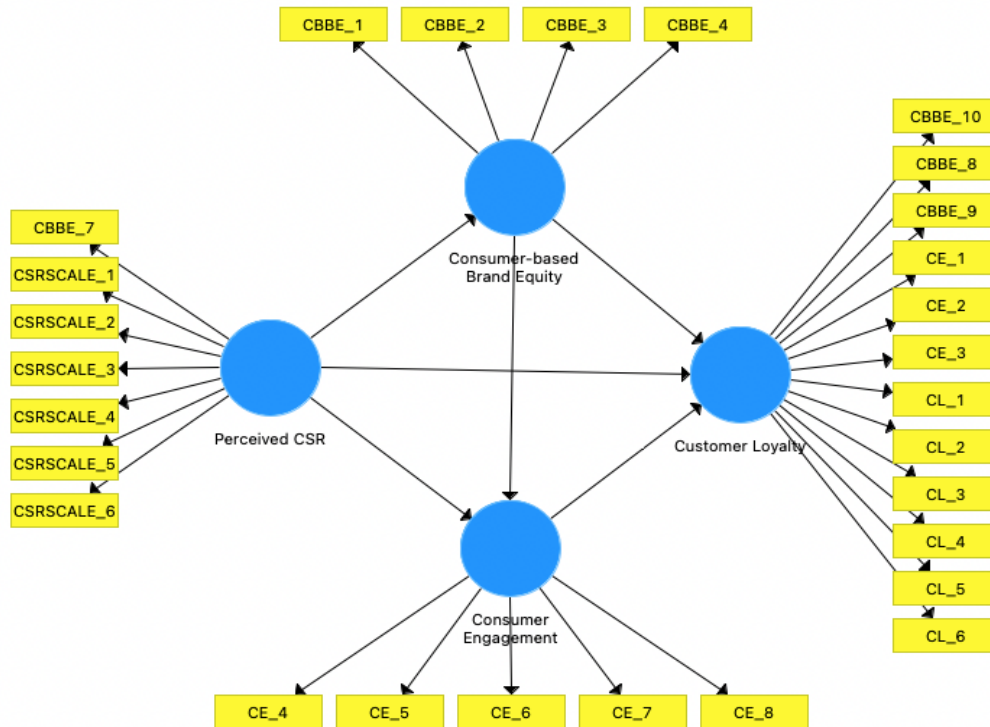 CBBE_1
CBBE_2
CBBE_3
CBBE_4
CBBE_10
CBBE_8
CBBE_9
CE_1
CE_2
CE_3
CL_1
CL_2
CL_3
CL_4
CL_5
CL_6
Consumer-based
Brand Equity
CBBE_7
CSRSCALE_1
CSRSCALE_2
CSRSCALE_3
CSRSCALE_4
CSRSCALE_5
CSRSCALE_6
Perceived CSR
Customer Loyalty
Consumer
Engagement
CE_4
CE_5
CE_6
CE_7
CE_8